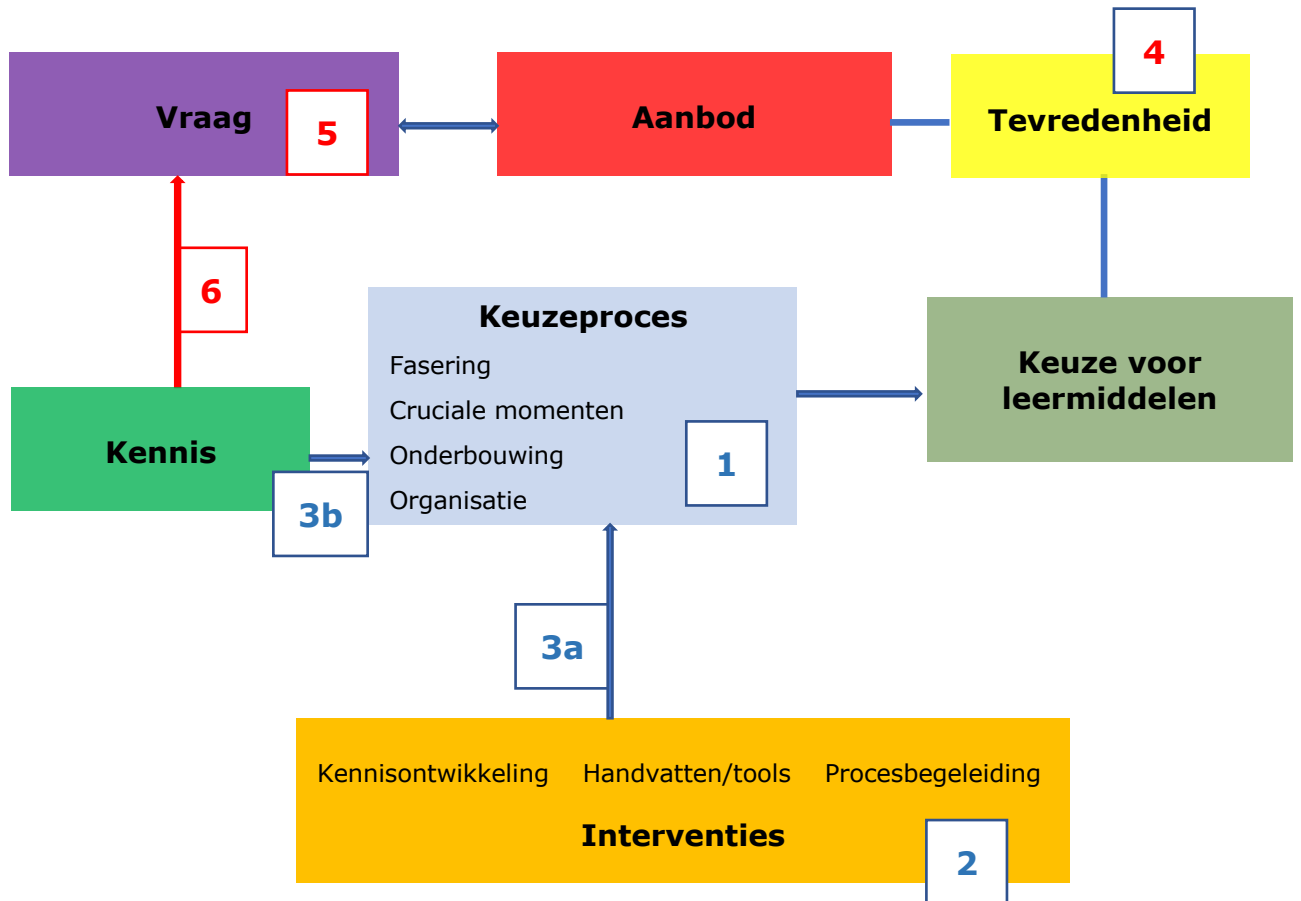 4
Vraag
Aanbod
Tevredenheid
5
6
Keuzeproces
Fasering
Cruciale momenten
Onderbouwing
Organisatie
1
Keuze voor
leermiddelen
Kennis
3b
3a
Kennisontwikkeling Handvatten/tools Procesbegeleiding
Interventies
2